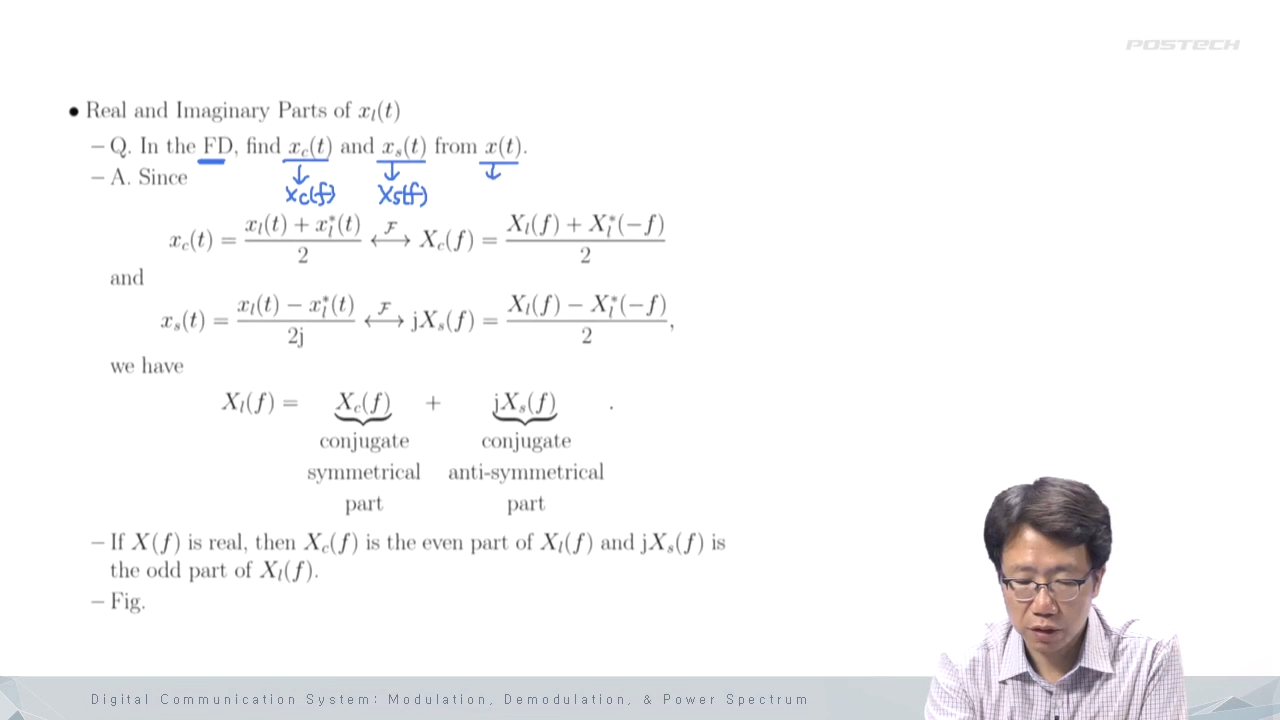 POSTECH
• Real and Imaginary Parts of x_l(t)
– Q. In the FD, find x_c(t) and x_s(t) from x(t).
– A. Since
↓ ↓ ↓
Xc(f) Xs(f)
x_c(t) = (x_l(t) + x_l^*(t))/2 ⟷^F X_c(f) = (X_l(f) + X_l^*(−f))/2
and
x_s(t) = (x_l(t) − x_l^*(t))/2j ⟷^F jX_s(f) = (X_l(f) − X_l^*(−f))/2,
we have
X_l(f) = X_c(f) + jX_s(f) .
conjugate conjugate
symmetrical anti-symmetrical
part part
– If X(f) is real, then X_c(f) is the even part of X_l(f) and jX_s(f) is
the odd part of X_l(f).
– Fig.
Digital Communication System: Modulation, Demodulation, & Power Spectrum